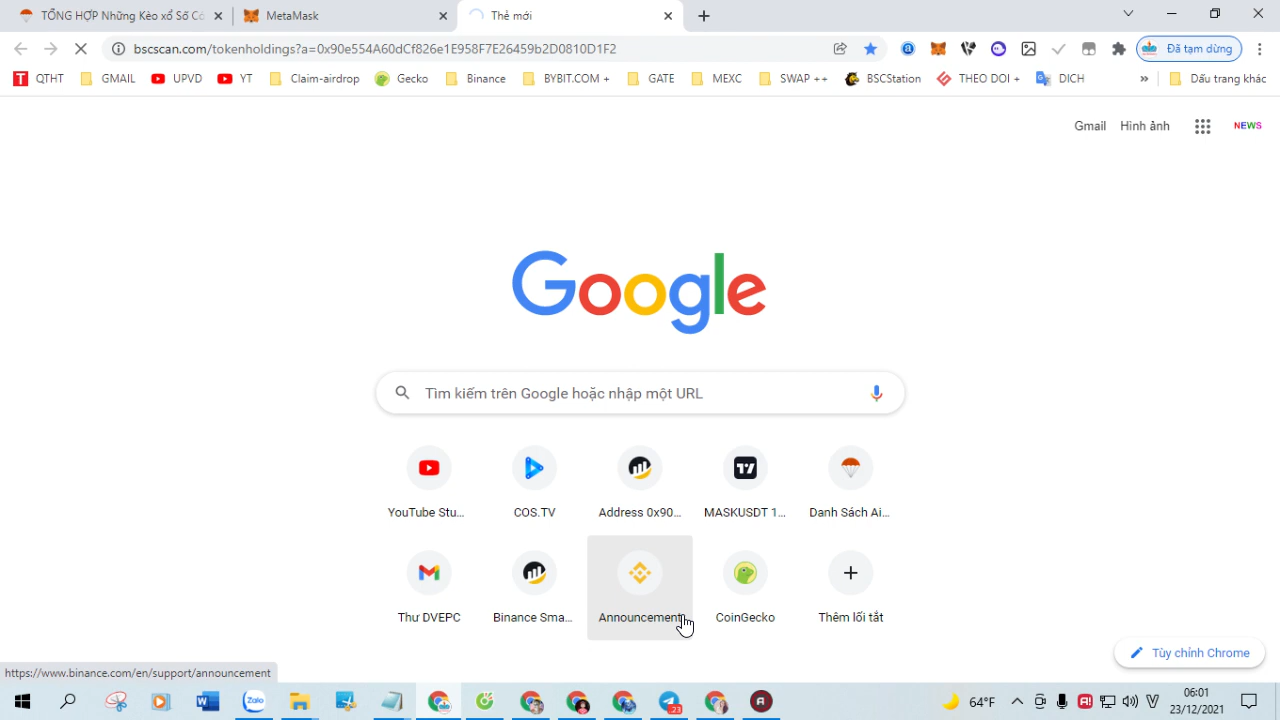 TỔNG HỢP Những Kèo xổ Số Có
MetaMask
Thẻ mới
bscscan.com/tokenholdings?a=0x90e554A60dCf826e1E958F7E26459b2D0810D1F2
Đã tạm dừng
QTHT
GMAIL
UPVD
YT
Claim-airdrop
Gecko
Binance
BYBIT.COM +
GATE
MEXC
SWAP ++
BSCStation
THEO DOI +
DICH
»
Dấu trang khác
Gmail
Hình ảnh
NEWS
Google
Tìm kiếm trên Google hoặc nhập một URL
YouTube Stu...
COS.TV
Address 0x90...
MASKUSDT 1...
Danh Sách Ai...
Thư DVEPC
Binance Sma...
Announcement
CoinGecko
Thêm lối tắt
Tùy chỉnh Chrome
https://www.binance.com/en/support/announcement
Zalo
23
64°F
06:01
23/12/2021